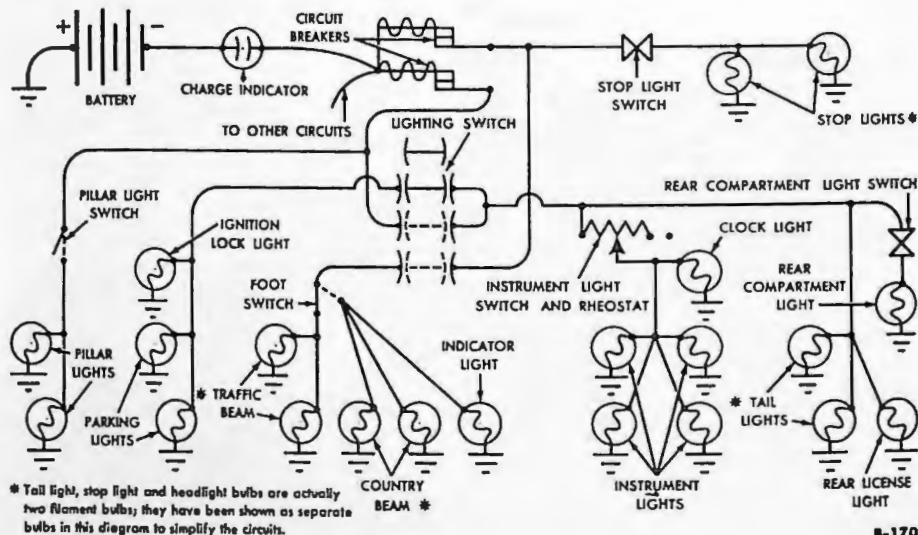 +
−
BATTERY
CHARGE INDICATOR
CIRCUIT
BREAKERS
TO OTHER CIRCUITS
LIGHTING SWITCH
STOP LIGHT
SWITCH
STOP LIGHTS *
PILLAR LIGHT
SWITCH
IGNITION
LOCK LIGHT
REAR COMPARTMENT LIGHT SWITCH
CLOCK LIGHT
FOOT
SWITCH
INSTRUMENT LIGHT
SWITCH AND RHEOSTAT
REAR
COMPARTMENT
LIGHT
PILLAR
LIGHTS
PARKING
LIGHTS
* TRAFFIC
BEAM
INDICATOR
LIGHT
* TAIL
LIGHTS
COUNTRY
BEAM *
INSTRUMENT
LIGHTS
REAR LICENSE
LIGHT
* Tail light, stop light and headlight bulbs are actually
two filament bulbs; they have been shown as separate
bulbs in this diagram to simplify the circuits.
B-170